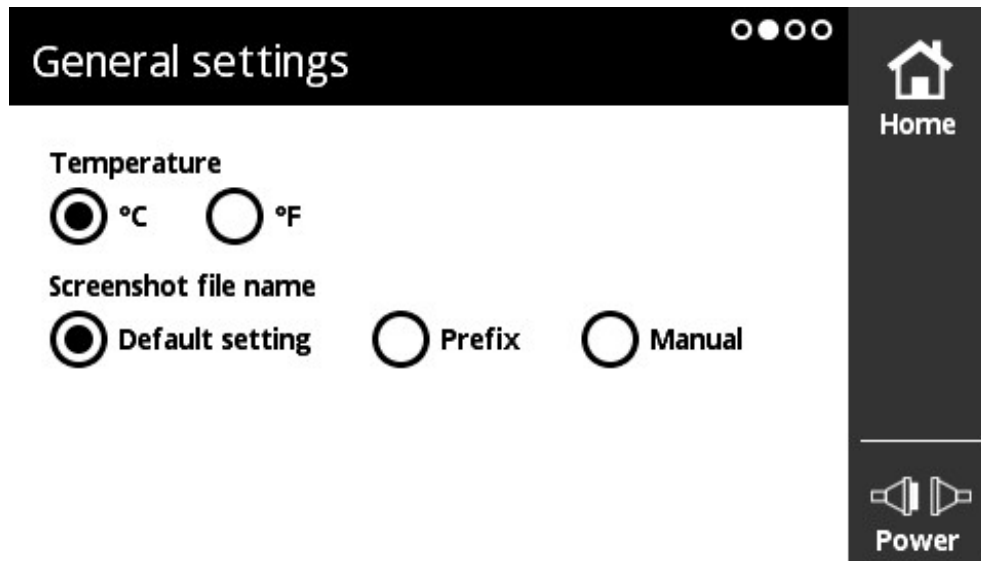 General settings
Home
Temperature
°C °F
Screenshot file name
Default setting Prefix Manual
Power